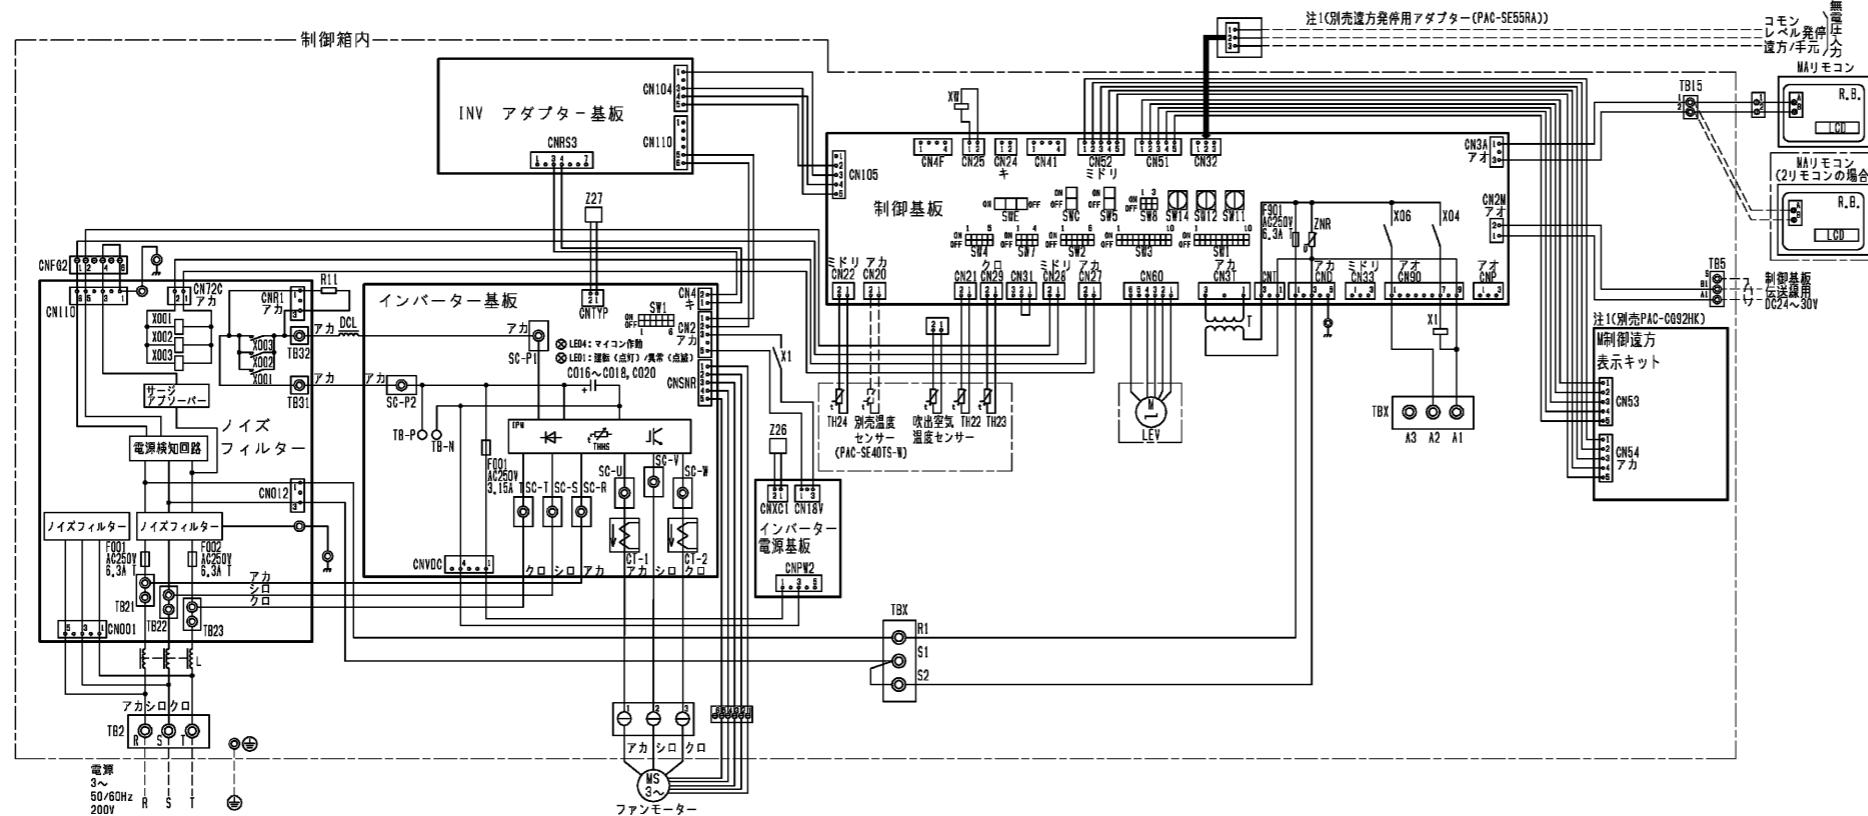 制御箱内
注1(別売遠方発停用アダプター(PAC-SE55RA))
コモン
レベル発停
遠方/手元
無電圧入力
MAリモコン
R.B.
LCD
MAリモコン
(2リモコンの場合
R.B.
LCD
TB15
INV アダプター基板
CN104
CN110
CNRS3
XW
CN4F
CN25
CN24
キ
CN41
CN52
ミドリ
CN51
CN32
CN3A
アオ
CN105
制御基板
SWE
SWC
SW5
SW8
SW14
SW12
SW11
SW4
SW7
SW2
SW3
SW1
F901
AC250V
6.3A T
ZNR
X06
X04
CN2M
アオ
ミドリ
CN22
アカ
CN20
CN21
クロ
CN29
CN31
ミドリ
CN26
アカ
CN27
CN60
アカ
CN3T
CNT
アカ
CND
ミドリ
CN33
アオ
CN90
アオ
CNP
TB5
S
B1
A1
制御基板
伝送線用
DC24～30V
Z27
CNTYP
CNFG2
CN110
CN72C
アカ
CNR1
アカ
R11
X001
X002
X003
X003
X002
X001
アカ
TB32
DCL
アカ
TB31
サージ
アブソーバー
ノイズ
フィルター
電源検知回路
CN012
ノイズフィルター
ノイズフィルター
F001
AC250V
6.3A T
F002
AC250V
6.3A T
TB21
TB22
TB23
アカ
シロ
クロ
CN001
L
アカ シロ クロ
TB2
R S T
電源
3～
50/60Hz
200V
R S T
インバーター基板
アカ
SC-P1
SW1
CN4
キ
CN2
アカ
CNSNR
LED4:マイコン作動
LED1:運転(点灯)/異常(点滅)
C016～C018,C020
アカ
SC-P2
TB-P
TB-N
IPM
THHS
F001
AC250V
3.15A T
SC-T
SC-S
SC-R
SC-U
SC-V
SC-W
CT-1
CT-2
CNVDC
クロ シロ アカ
アカ シロ クロ
X1
Z26
CNXC1
CN18V
インバーター
電源基板
CNPW2
TH24
別売温度
センサー
(PAC-SE40TS-W)
吹出空気
温度センサー
TH22
TH23
M
LEV
T
X1
TBX
A3 A2 A1
注1(別売PAC-CG92HK)
M制御遠方
表示キット
CN53
CN54
アカ
TBX
R1
S1
S2
アカ シロ クロ
MS
3～
ファンモーター